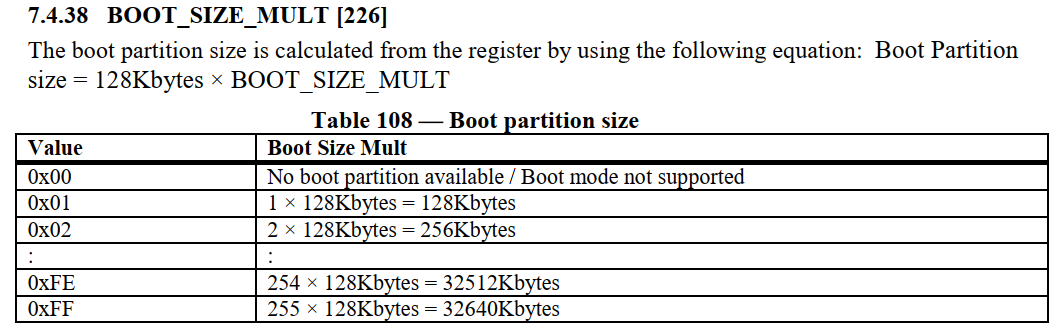 7.4.38 BOOT_SIZE_MULT [226]
The boot partition size is calculated from the register by using the following equation: Boot Partition
size = 128Kbytes × BOOT_SIZE_MULT
Table 108 — Boot partition size
Value Boot Size Mult
0x00 No boot partition available / Boot mode not supported
0x01 1 × 128Kbytes = 128Kbytes
0x02 2 × 128Kbytes = 256Kbytes
: :
0xFE 254 × 128Kbytes = 32512Kbytes
0xFF 255 × 128Kbytes = 32640Kbytes